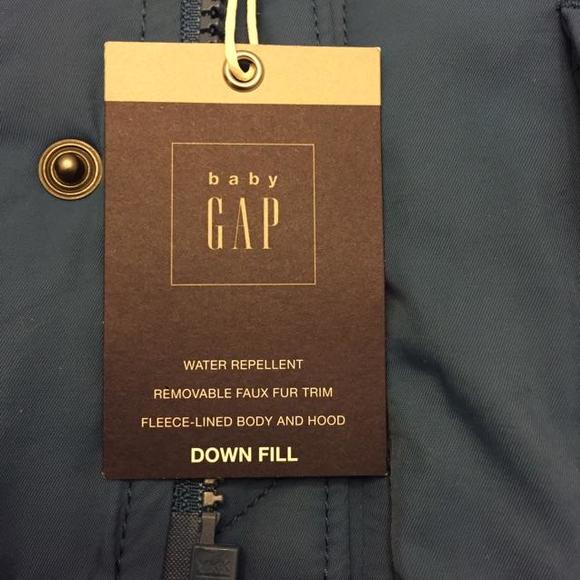 baby
GAP
WATER REPELLENT
REMOVABLE FAUX FUR TRIM
FLEECE-LINED BODY AND HOOD
DOWN FILL